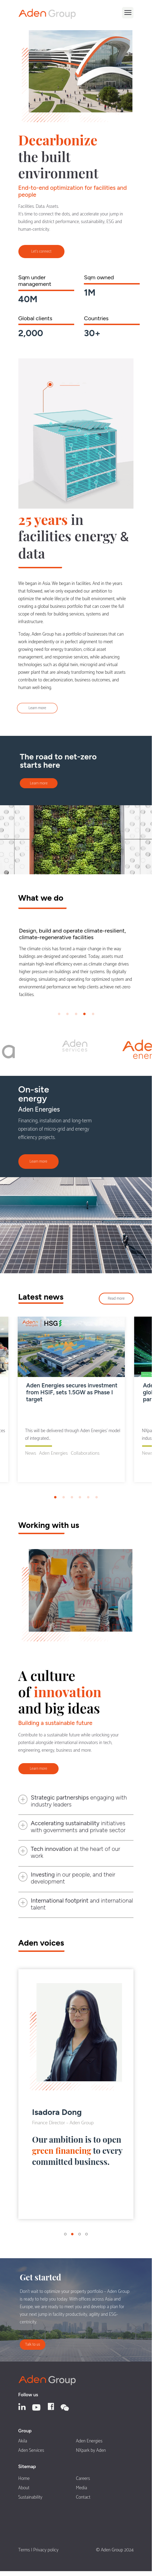 Aden Group
Decarbonize
the built
environment
End-to-end optimization for facilities and
people
Facilities. Data. Assets.
It's time to connect the dots, and accelerate your jump in
building and district performance, sustainability, ESG and
human-centricity.
Let's connect
Sqm under
management
40M
Sqm owned
1M
Global clients
2,000
Countries
30+
25 years in
facilities energy &
data
We began in Asia. We began in facilities. And in the years
that followed, we've only expanded our ambition to
optimize the whole lifecycle of the built environment, while
creating a global business portfolio that can cover the full
scope of needs for building services, systems and
infrastructure.
Today, Aden Group has a portfolio of businesses that can
work independently or in perfect alignment to meet
growing need for energy transition, critical asset
management, and responsive services; while advancing
technologies such as digital twin, microgrid and virtual
power plant that are transforming how built assets
contribute to decarbonization, business outcomes, and
human well-being.
Learn more
The road to net-zero
starts here
Learn more
What we do
Design, build and operate climate-resilient,
climate-regenerative facilities
The climate crisis has forced a major change in the way
buildings are designed and operated. Today, systems
must ensure high-level efficiency even as climate change drives
higher pressure on buildings and their systems. By digitally
designing, simulating and operating and optimizing systems,
and monitoring performance we help clients achieve net-zero
facilities.
a
Aden
SERVICES
Aden
energ
On-site
energy
Aden Energies
Financing, installation and long-term
operation of micro-grid and energy
efficiency projects.
Learn more
Latest news
Read more
Aden
HSG
Aden Energies secures investment
from HSIF, sets 1.5GW as Phase I
target
This will be delivered through Aden Energies' model
of integrated..
News, Aden Energies, Collaborations
Working with us
A culture
of innovation
and big ideas
Building a sustainable future
Contribute to a sustainable future while unlocking your
potential alongside international innovators in tech,
engineering, energy, business and more.
Learn more
Strategic partnerships engaging with
industry leaders
Accelerating sustainability initiatives
with governments and private sector
Tech innovation at the heart of our
work
Investing in our people, and their
development
International footprint and international
talent
Aden voices
Isadora Dong
Finance Director - Aden Group
Our ambition is to open
green financing to every
committed business.
Get started
Don't wait to optimize your property portfolio – Aden Group
is ready to help you today. With offices across Asia and
Europe, we are ready to meet you and develop a plan for
your next jump in facility productivity, agility, and ESG-
centricity.
Talk to us
Aden Group
Follow us
Group
Akila
Aden Energies
Aden Services
NXpark by Aden
Sitemap
Home
Careers
About
Media
Sustainability
Contact
Terms | Privacy policy
© Aden Group 2024